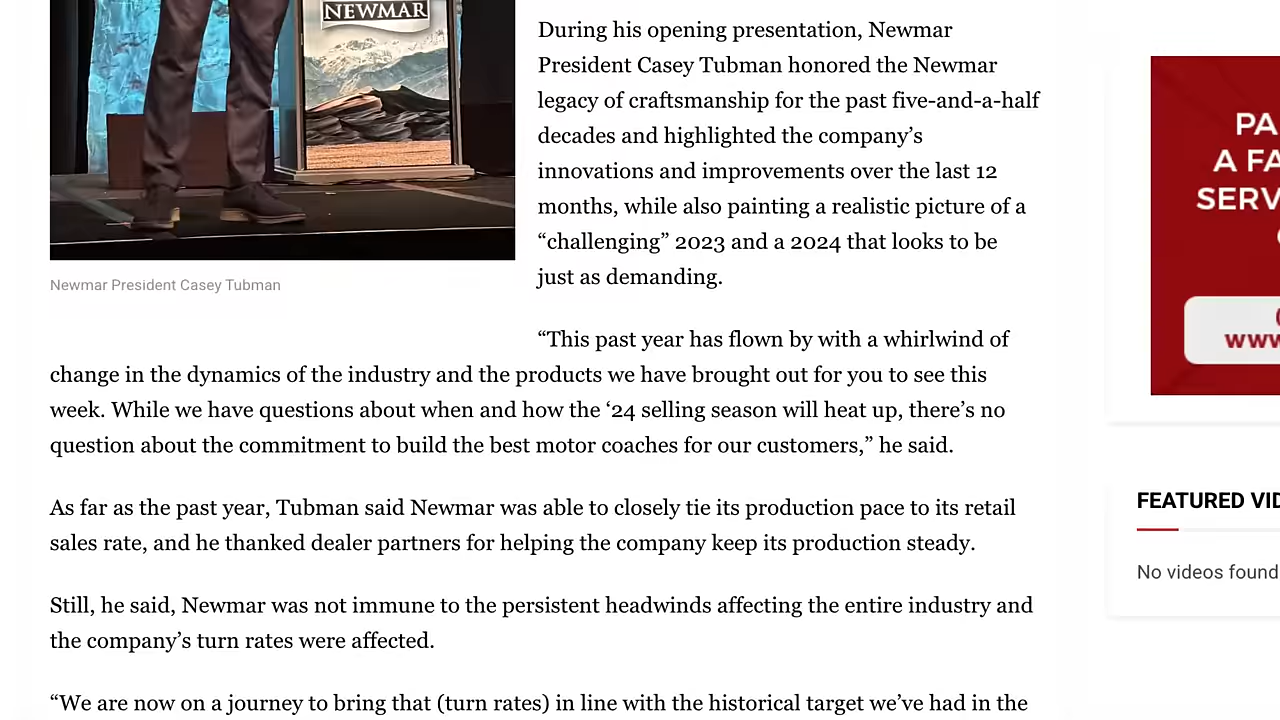 NEWMAR
Newmar President Casey Tubman
During his opening presentation, Newmar
President Casey Tubman honored the Newmar
legacy of craftsmanship for the past five-and-a-half
decades and highlighted the company’s
innovations and improvements over the last 12
months, while also painting a realistic picture of a
“challenging” 2023 and a 2024 that looks to be
just as demanding.
“This past year has flown by with a whirlwind of
change in the dynamics of the industry and the products we have brought out for you to see this
week. While we have questions about when and how the ‘24 selling season will heat up, there’s no
question about the commitment to build the best motor coaches for our customers,” he said.
As far as the past year, Tubman said Newmar was able to closely tie its production pace to its retail
sales rate, and he thanked dealer partners for helping the company keep its production steady.
Still, he said, Newmar was not immune to the persistent headwinds affecting the entire industry and
the company’s turn rates were affected.
“We are now on a journey to bring that (turn rates) in line with the historical target we’ve had in the
PA
A FA
SERV
www
FEATURED VID
No videos found